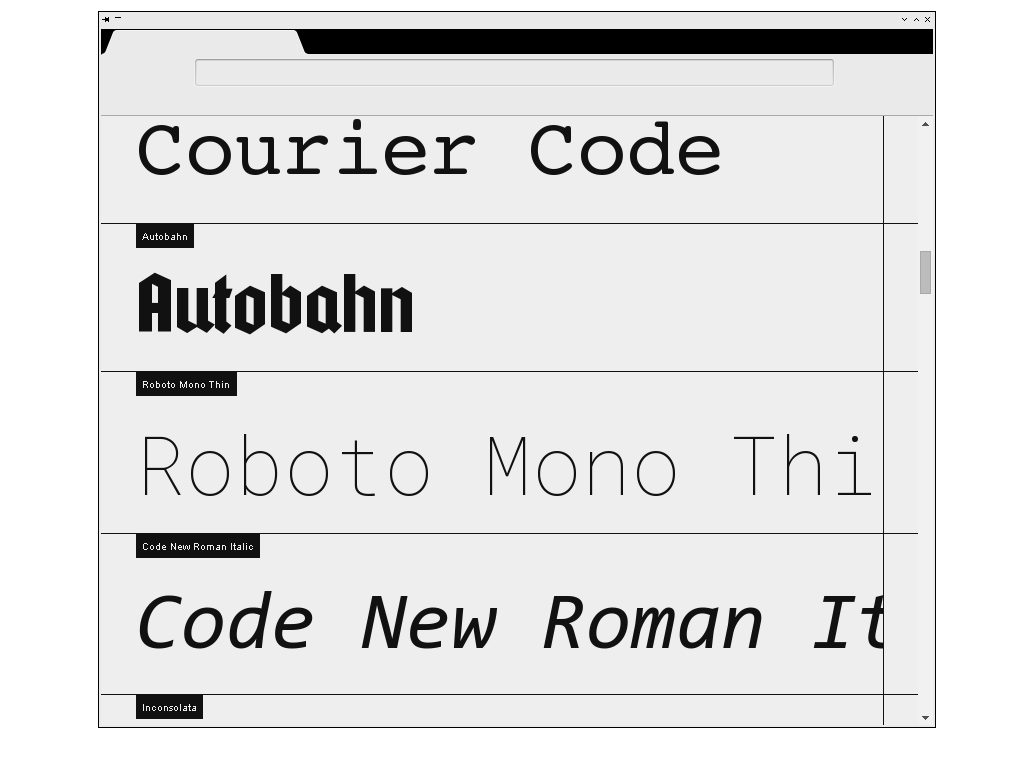 Courier Code
Autobahn
Autobahn
Roboto Mono Thin
Roboto Mono Thi
Code New Roman Italic
Code New Roman It
Inconsolata